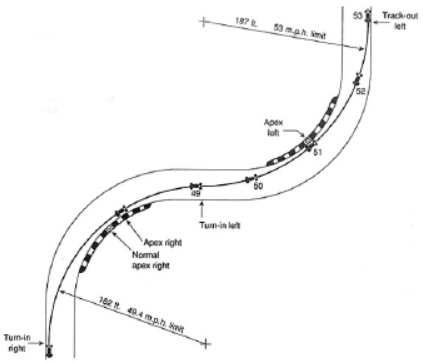 187 ft. 53 m.p.h. limit
53
Track-out
left
52
Apex
left
51
50
49
Turn-in left
Apex right
Normal
apex right
182 ft. 49.4 m.p.h. limit
Turn-in
right